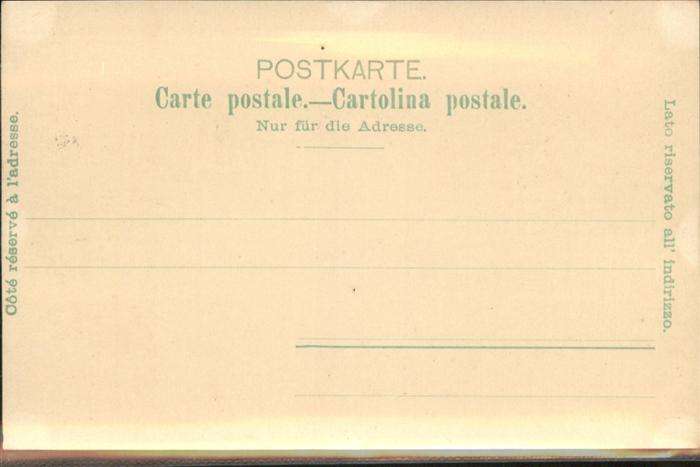 POSTKARTE.
Carte postale.—Cartolina postale.
Nur für die Adresse.
Côté réservé à l'adresse.
Lato riservato all' indirizzo.